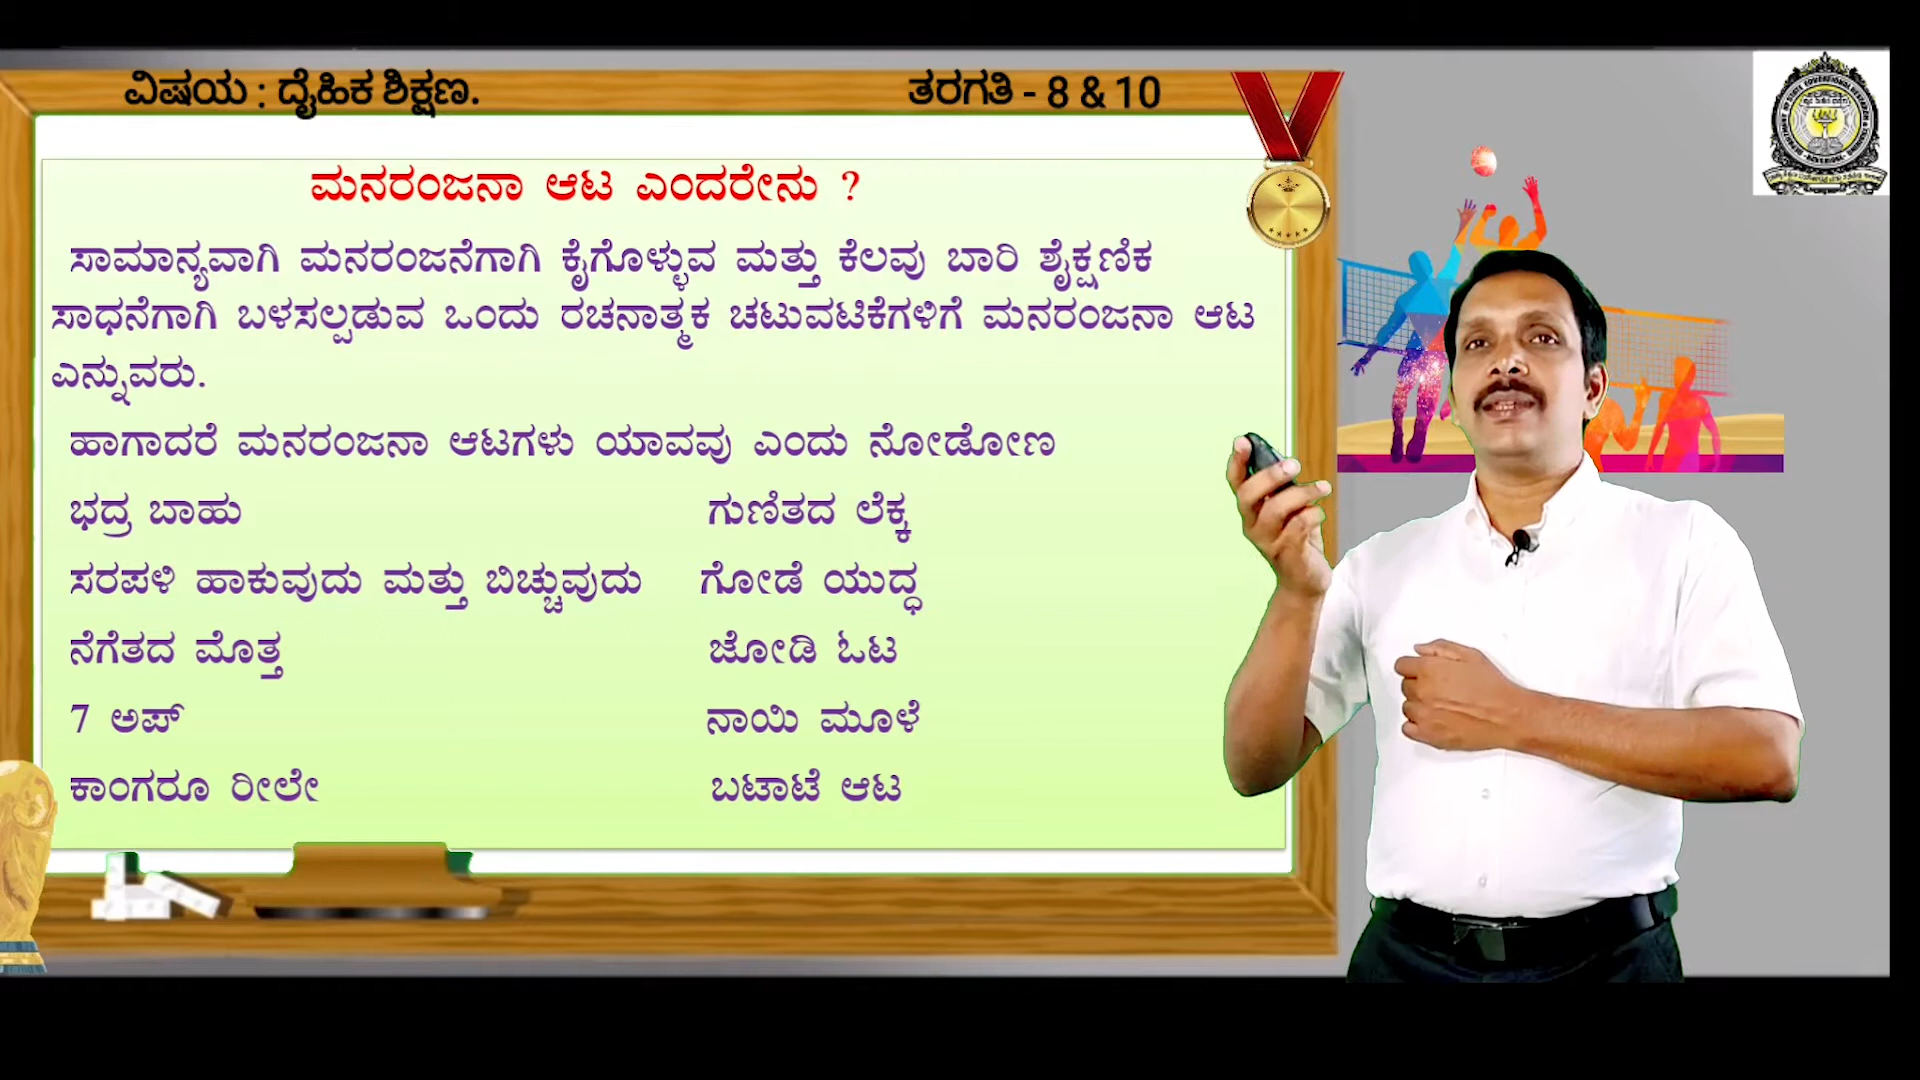 ವಿಷಯ : ದೈಹಿಕ ಶಿಕ್ಷಣ. ತರಗತಿ - 8 & 10
ಮನರಂಜನಾ ಆಟ ಎಂದರೇನು ?
ಸಾಮಾನ್ಯವಾಗಿ ಮನರಂಜನೆಗಾಗಿ ಕೈಗೊಳ್ಳುವ ಮತ್ತು ಕೆಲವು ಬಾರಿ ಶೈಕ್ಷಣಿಕ
ಸಾಧನೆಗಾಗಿ ಬಳಸಲ್ಪಡುವ ಒಂದು ರಚನಾತ್ಮಕ ಚಟುವಟಿಕೆಗಳಿಗೆ ಮನರಂಜನಾ ಆಟ
ಎನ್ನುವರು.
ಹಾಗಾದರೆ ಮನರಂಜನಾ ಆಟಗಳು ಯಾವವು ಎಂದು ನೋಡೋಣ
ಭದ್ರ ಬಾಹು ಗುಣಿತದ ಲೆಕ್ಕ
ಸರಪಳಿ ಹಾಕುವುದು ಮತ್ತು ಬಿಚ್ಚುವುದು ಗೋಡೆ ಯುದ್ಧ
ನೆಗೆತದ ಮೊತ್ತ ಜೋಡಿ ಓಟ
7 ಅಪ್ ನಾಯಿ ಮೂಳೆ
ಕಾಂಗರೂ ರೀಲೇ ಬಟಾಟೆ ಆಟ